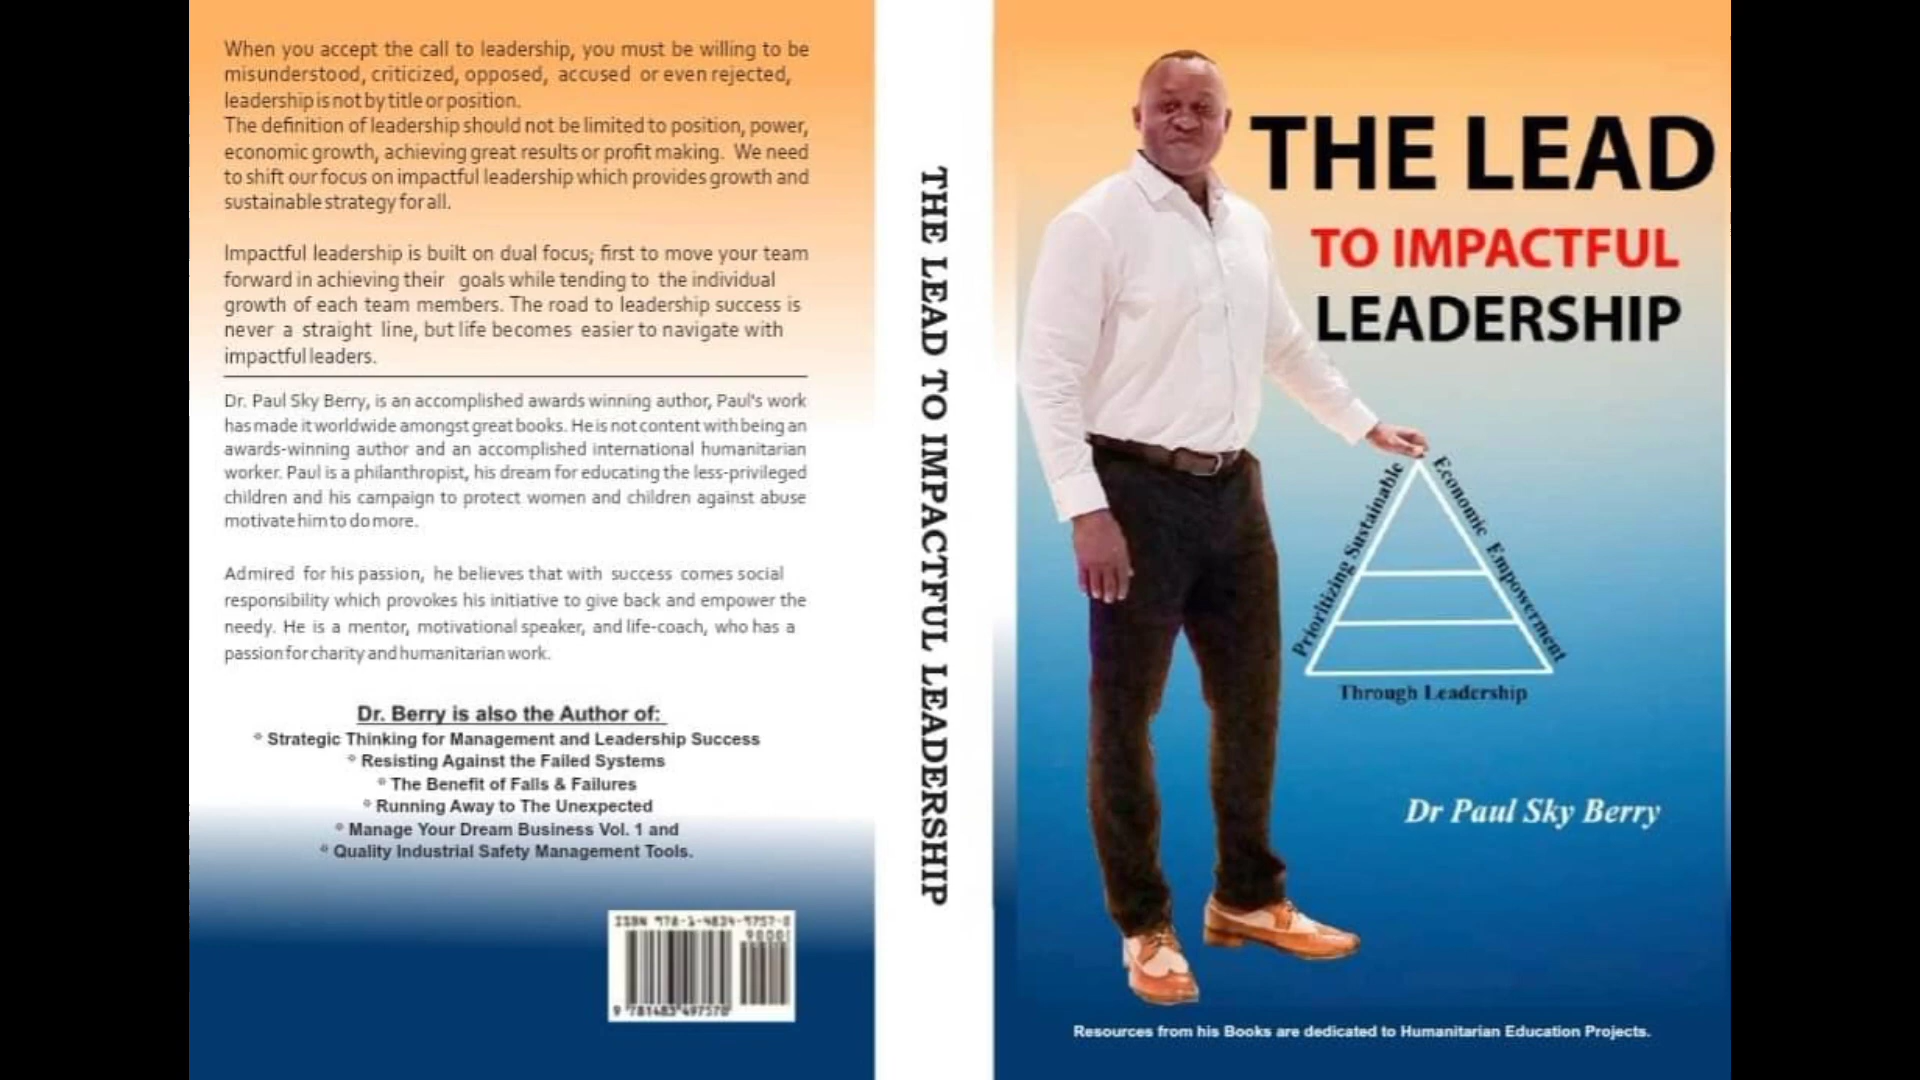 When you accept the call to leadership, you must be willing to be
misunderstood, criticized, opposed, accused or even rejected,
leadership is not by title or position.
The definition of leadership should not be limited to position, power,
economic growth, achieving great results or profit making. We need
to shift our focus on impactful leadership which provides growth and
sustainable strategy for all.
Impactful leadership is built on dual focus; first to move your team
forward in achieving their goals while tending to the individual
growth of each team members. The road to leadership success is
never a straight line, but life becomes easier to navigate with
impactful leaders.
Dr. Paul Sky Berry, is an accomplished awards winning author, Paul's work
has made it worldwide amongst great books. He is not content with being an
awards-winning author and an accomplished international humanitarian
worker. Paul is a philanthropist, his dream for educating the less-privileged
children and his campaign to protect women and children against abuse
motivate him to do more.
Admired for his passion, he believes that with success comes social
responsibility which provokes his initiative to give back and empower the
needy. He is a mentor, motivational speaker, and life-coach, who has a
passion for charity and humanitarian work.
Dr. Berry is also the Author of:
* Strategic Thinking for Management and Leadership Success
* Resisting Against the Failed Systems
* The Benefit of Falls & Failures
* Running Away to The Unexpected
* Manage Your Dream Business Vol. 1 and
* Quality Industrial Safety Management Tools.
ISBN 978-1-4834-9757-0
90000
9 781483 497570
THE LEAD TO IMPACTFUL LEADERSHIP
THE LEAD
TO IMPACTFUL
LEADERSHIP
Prioritizing Sustainable
Economic Empowerment
Through Leadership
Dr Paul Sky Berry
Resources from his Books are dedicated to Humanitarian Education Projects.